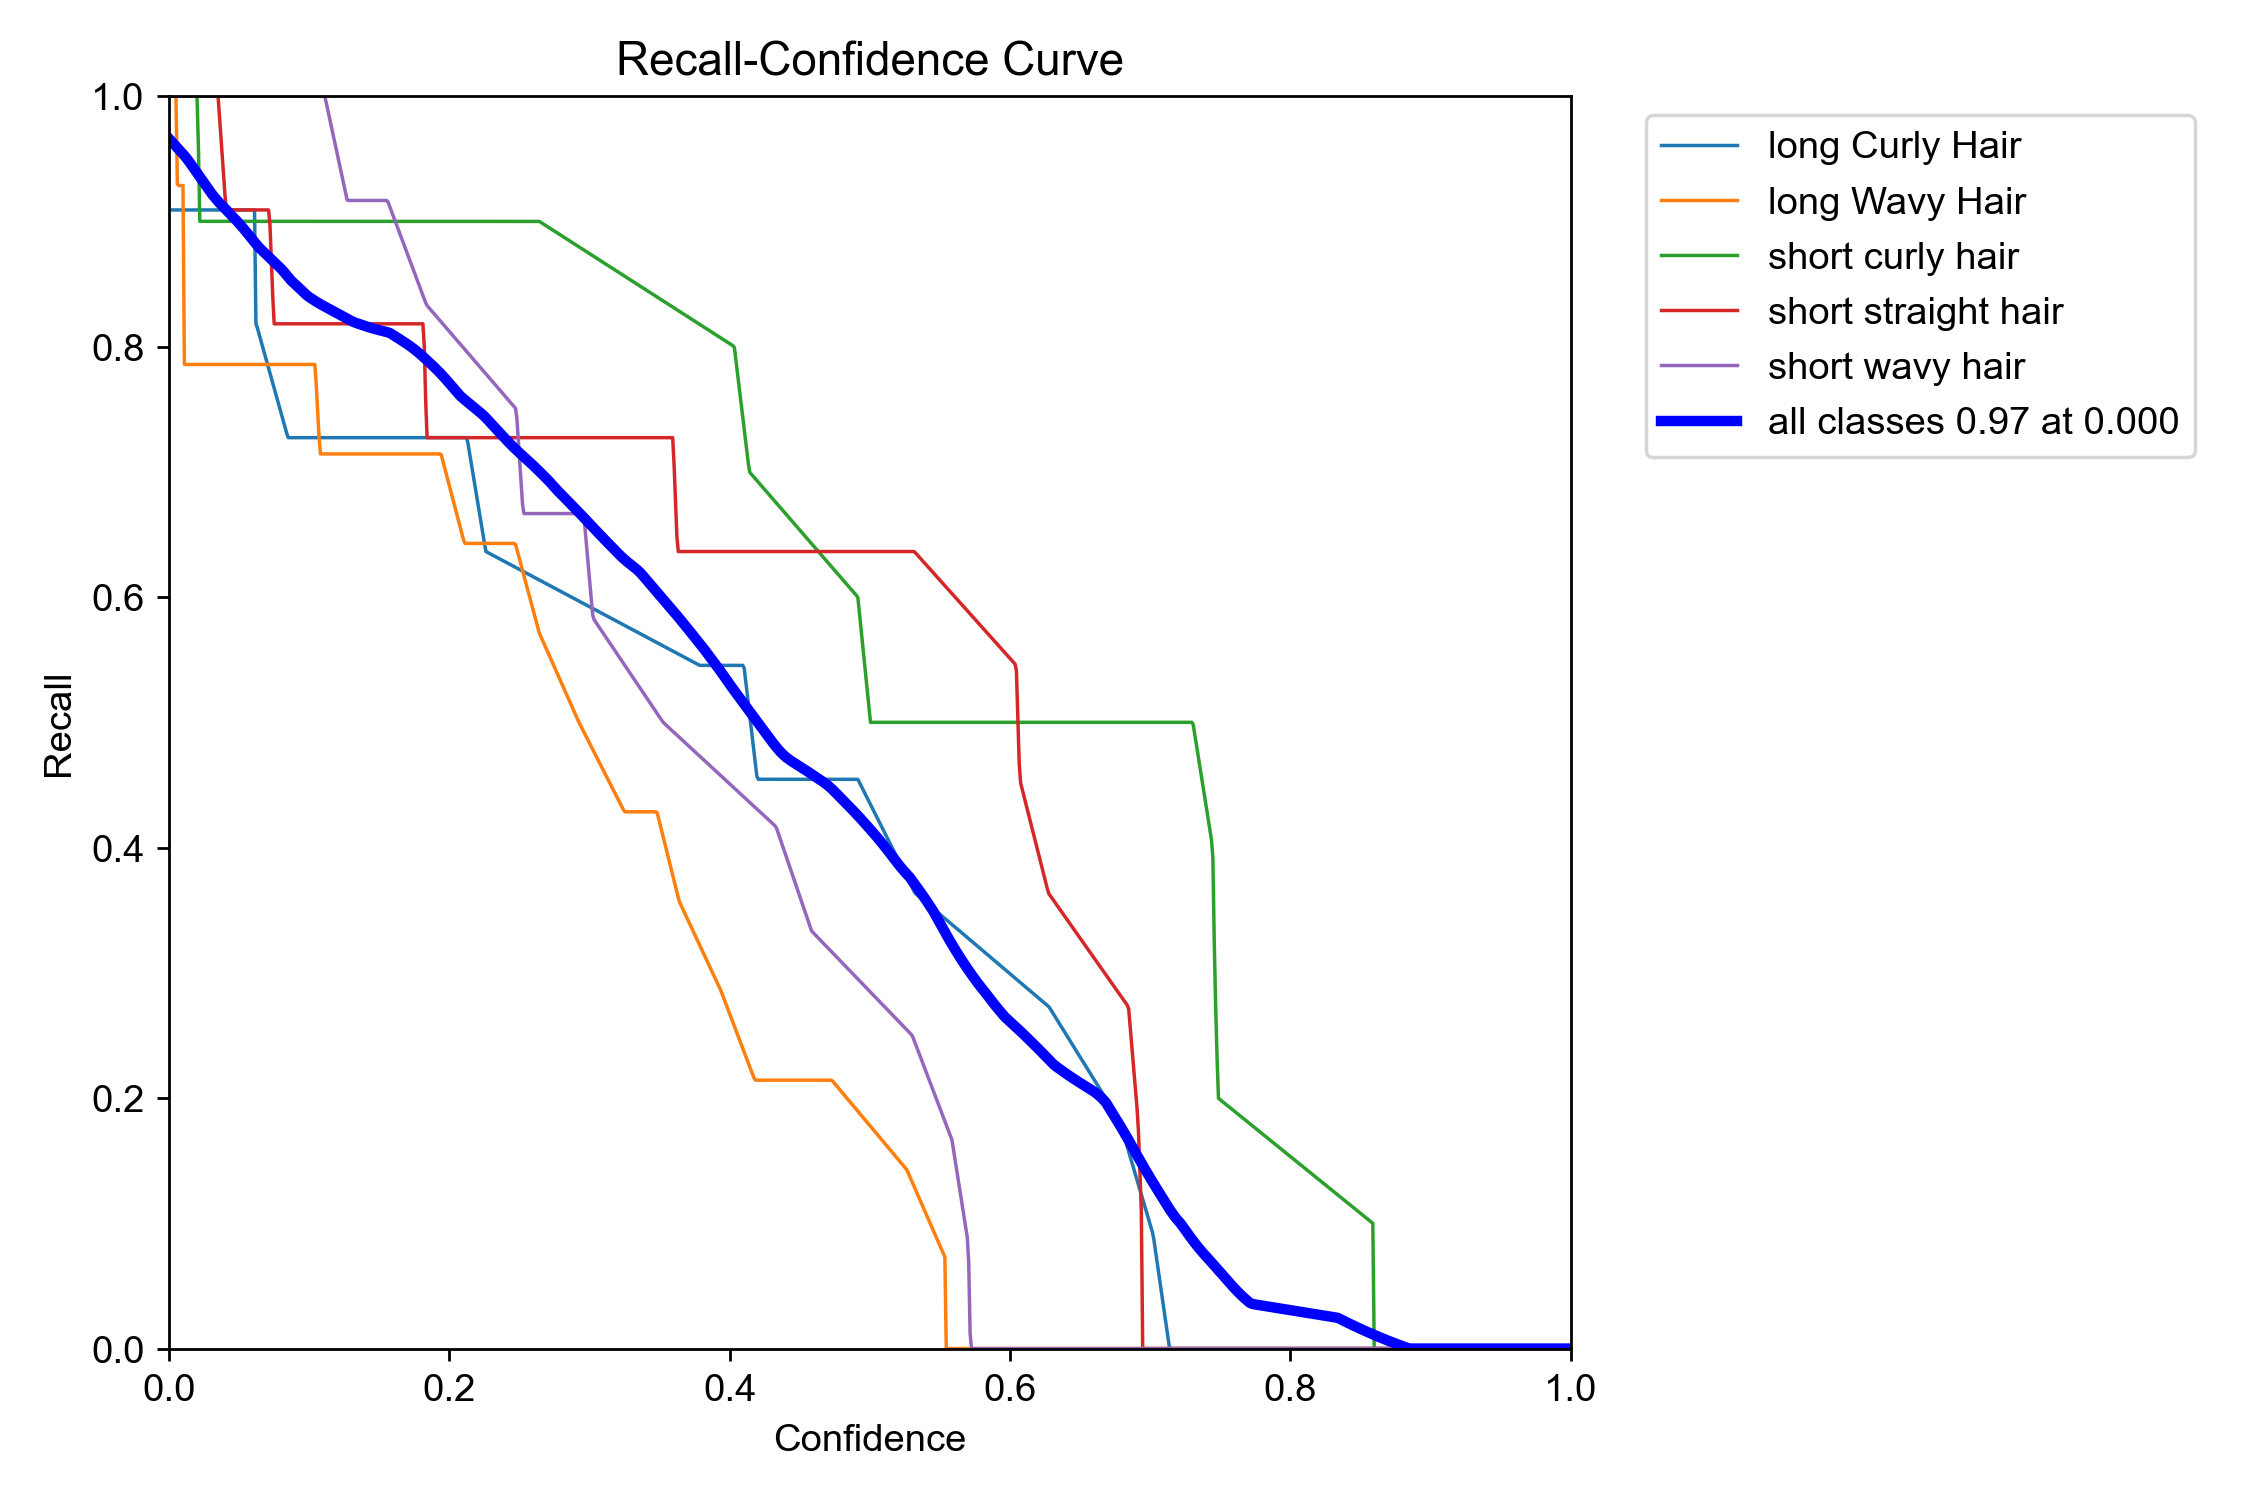 Recall-Confidence Curve
1.0
0.8
0.6
0.4
0.2
0.0
Recall
0.0
0.2
0.4
0.6
0.8
1.0
Confidence
long Curly Hair
long Wavy Hair
short curly hair
short straight hair
short wavy hair
all classes 0.97 at 0.000